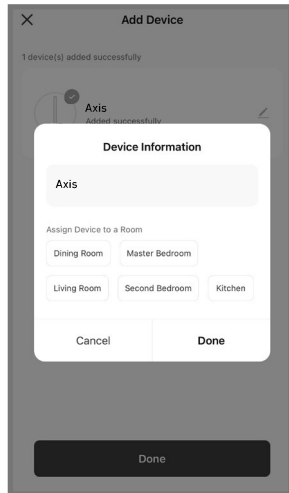 Add Device
1 device(s) added successfully
Axis
Added successfully
Device Information
Axis
Assign Device to a Room
Dining Room Master Bedroom
Living Room Second Bedroom Kitchen
Cancel Done
Done